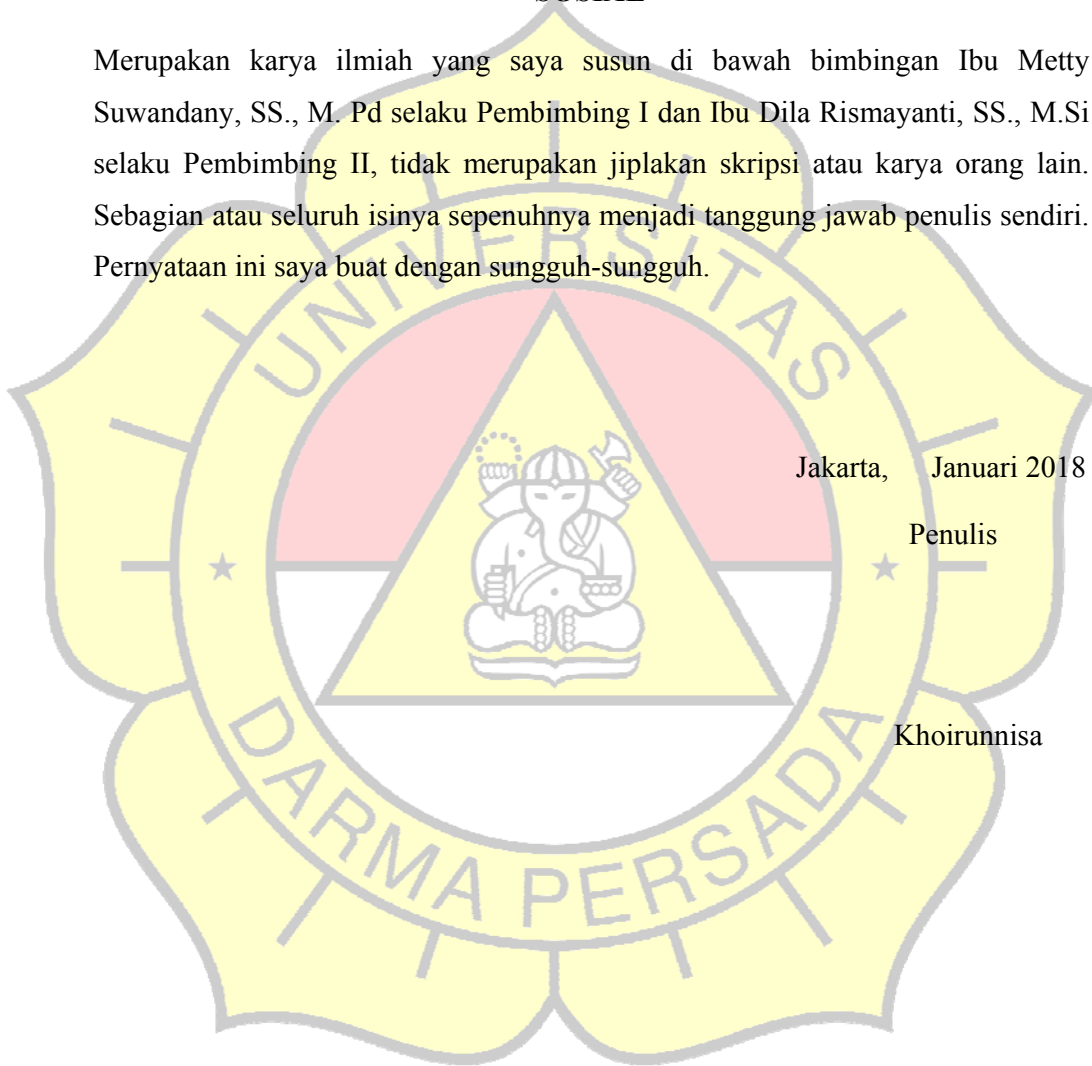 Merupakan karya ilmiah yang saya susun di bawah bimbingan Ibu Metty
Suwandany, SS., M. Pd selaku Pembimbing I dan Ibu Dila Rismayanti, SS., M.Si
selaku Pembimbing II, tidak merupakan jiplakan skripsi atau karya orang lain.
Sebagian atau seluruh isinya sepenuhnya menjadi tanggung jawab penulis sendiri.
Pernyataan ini saya buat dengan sungguh-sungguh.
UNIVERSITAS
Jakarta, Januari 2018
Penulis
Khoirunnisa
DARMA PERSADA